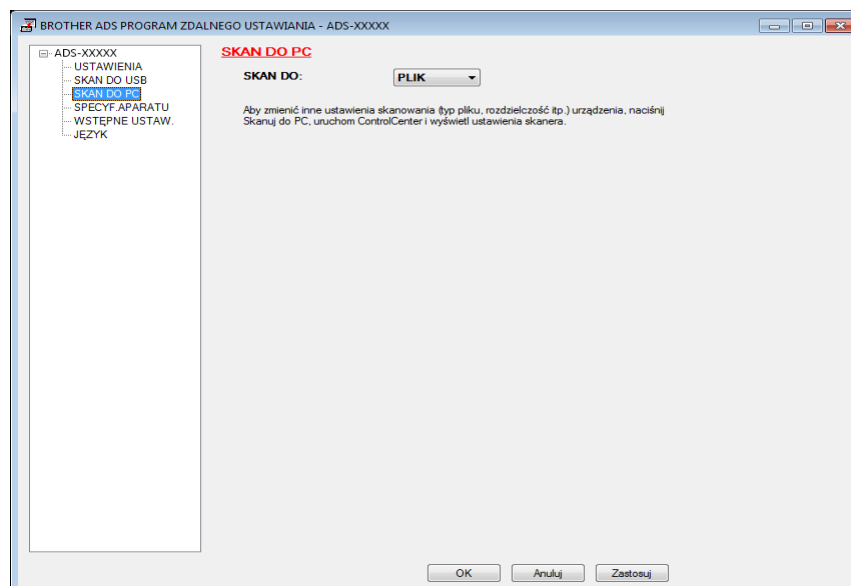 BROTHER ADS PROGRAM ZDALNEGO USTAWIANIA - ADS-XXXXX
ADS-XXXXX
USTAWIENIA
SKAN DO USB
SKAN DO PC
SPECYF.APARATU
WSTĘPNE USTAW.
JĘZYK
SKAN DO PC
SKAN DO: PLIK
Aby zmienić inne ustawienia skanowania (typ pliku, rozdzielczość itp.) urządzenia, naciśnij
Skanuj do PC, uruchom ControlCenter i wyświetl ustawienia skanera.
OK Anuluj Zastosuj